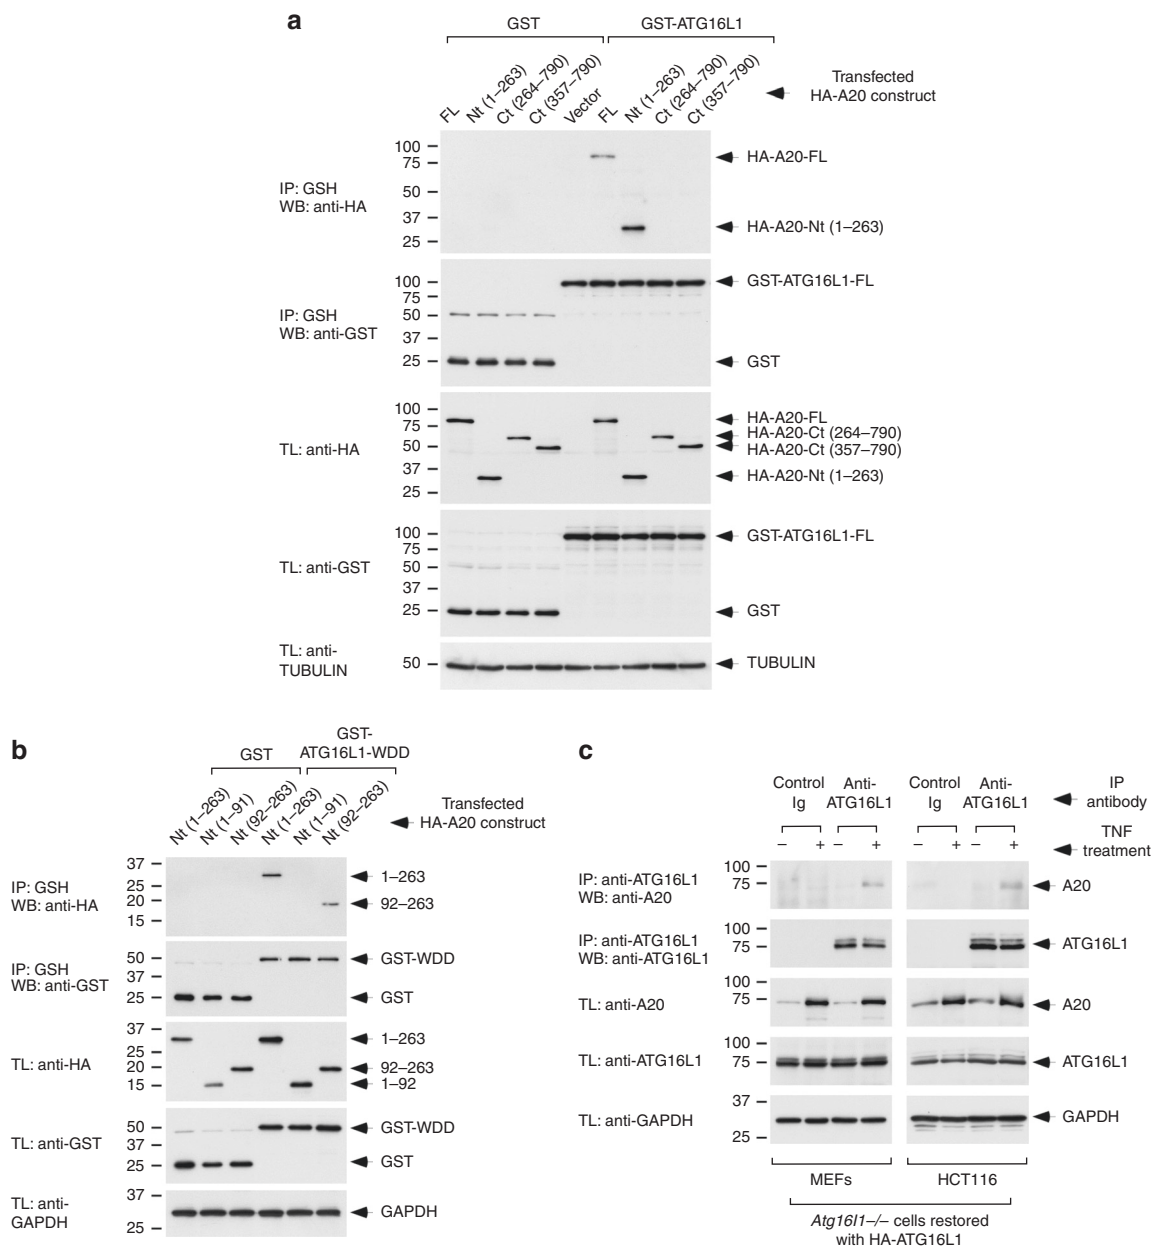 a
GST
GST-ATG16L1
FL
Nt (1–263)
Ct (264–790)
Ct (357–790)
Vector
FL
Nt (1–263)
Ct (264–790)
Ct (357–790)
Transfected
HA-A20 construct
IP: GSH
WB: anti-HA
100
75
50
37
25
HA-A20-FL
HA-A20-Nt (1–263)
IP: GSH
WB: anti-GST
100
75
50
37
25
GST-ATG16L1-FL
GST
TL: anti-HA
100
75
50
37
25
HA-A20-FL
HA-A20-Ct (264–790)
HA-A20-Ct (357–790)
HA-A20-Nt (1–263)
TL: anti-GST
100
75
50
37
25
GST-ATG16L1-FL
GST
TL: anti-
TUBULIN
50
TUBULIN
b
GST
GST-
ATG16L1-WDD
Nt (1–263)
Nt (1–91)
Nt (92–263)
Nt (1–263)
Nt (1–91)
Nt (92–263)
Transfected
HA-A20 construct
IP: GSH
WB: anti-HA
37
25
20
15
1–263
92–263
IP: GSH
WB: anti-GST
50
37
25
GST-WDD
GST
TL: anti-HA
37
25
20
15
1–263
92–263
1–92
TL: anti-GST
50
37
25
GST-WDD
GST
TL: anti-
GAPDH
37
25
GAPDH
c
Control
Ig
Anti-
ATG16L1
Control
Ig
Anti-
ATG16L1
IP
antibody
– + – + – + – +
TNF
treatment
IP: anti-ATG16L1
WB: anti-A20
100
75
A20
IP: anti-ATG16L1
WB: anti-ATG16L1
100
75
ATG16L1
TL: anti-A20
100
75
A20
TL: anti-ATG16L1
100
75
ATG16L1
TL: anti-GAPDH
37
25
GAPDH
MEFs
HCT116
Atg16l1–/– cells restored
with HA-ATG16L1